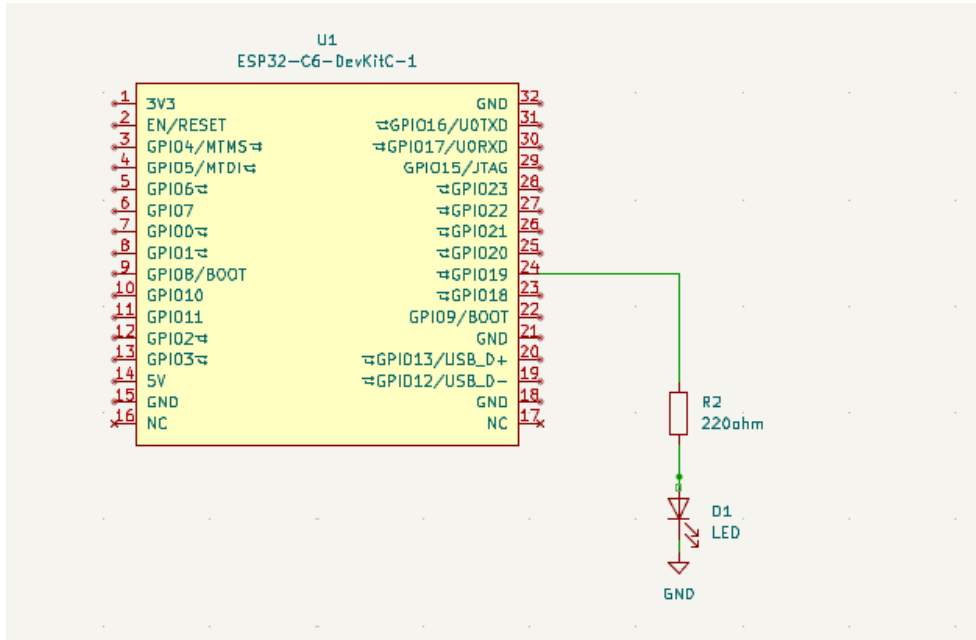 U1
ESP32-C6-DevKitC-1
1 3V3
2 EN/RESET
3 GPIO4/MTMS
4 GPIO5/MTDI
5 GPIO6
6 GPIO7
7 GPIO0
8 GPIO1
9 GPIO8/BOOT
10 GPIO10
11 GPIO11
12 GPIO2
13 GPIO3
14 5V
15 GND
16 NC
GND 32
GPIO16/U0TXD 31
GPIO17/U0RXD 30
GPIO15/JTAG 29
GPIO23 28
GPIO22 27
GPIO21 26
GPIO20 25
GPIO19 24
GPIO18 23
GPIO9/BOOT 22
GND 21
GPIO13/USB_D+ 20
GPIO12/USB_D- 19
GND 18
NC 17
R2
220ohm
D1
LED
GND